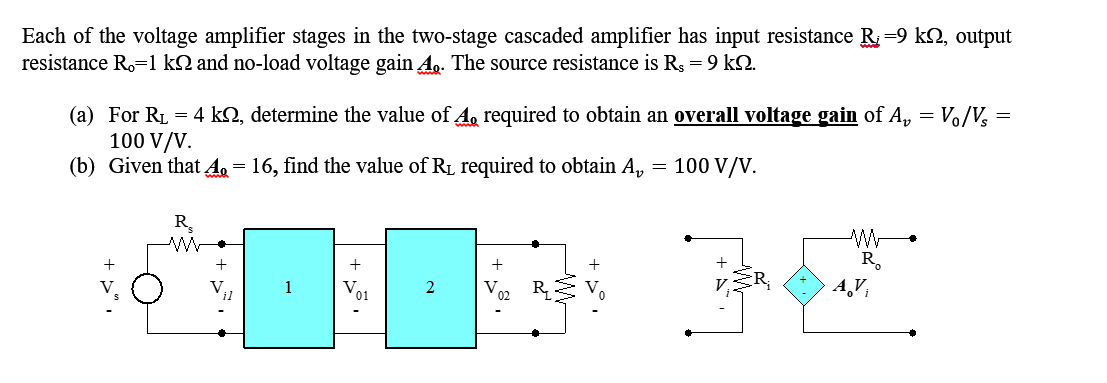 Each of the voltage amplifier stages in the two-stage cascaded amplifier has input resistance Rᵢ=9 kΩ, output
resistance Rₒ=1 kΩ and no-load voltage gain Aₒ. The source resistance is Rₛ = 9 kΩ.
(a) For R_L = 4 kΩ, determine the value of Aₒ required to obtain an overall voltage gain of Aᵥ = Vₒ/Vₛ =
100 V/V.
(b) Given that Aₒ = 16, find the value of R_L required to obtain Aᵥ = 100 V/V.
Rₛ
+ + + + +
Vₛ Vᵢ₁ 1 V₀₁ 2 V₀₂ R_L V₀
- - - - -
Rₒ
+ +
Vᵢ Rᵢ AₒVᵢ
- -